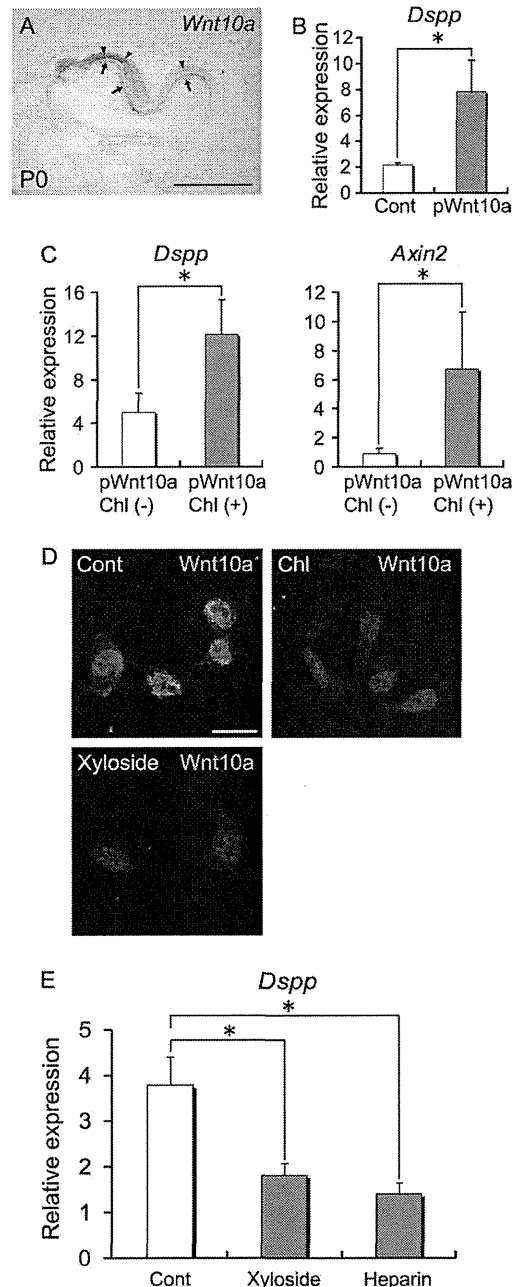 A
Wnt10a
P0
B
Dspp
*
Relative expression
12
10
8
6
4
2
0
Cont pWnt10a
C
Dspp
*
Relative expression
16
12
8
4
0
pWnt10a pWnt10a
Chl (-) Chl (+)
Axin2
*
12
10
8
6
4
2
0
pWnt10a pWnt10a
Chl (-) Chl (+)
D
Cont Wnt10a
Chl Wnt10a
Xyloside Wnt10a
E
Dspp
*
*
Relative expression
5
4
3
2
1
0
Cont Xyloside Heparin